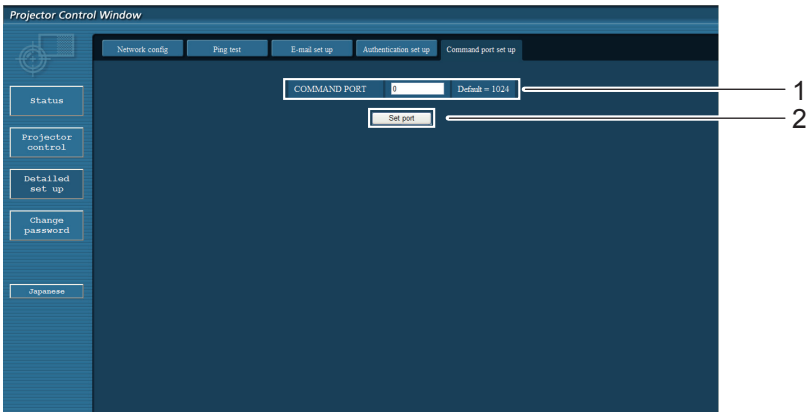 Projector Control Window
Network config
Ping test
E-mail set up
Authentication set up
Command port set up
COMMAND PORT
0
Default = 1024
1
Set port
2
Status
Projector
control
Detailed
set up
Change
password
Japanese